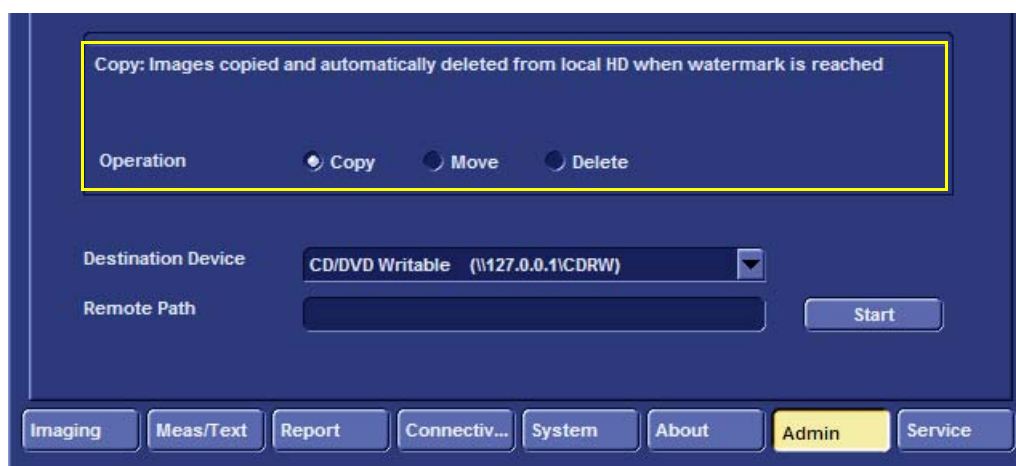 Copy: Images copied and automatically deleted from local HD when watermark is reached
Operation Copy Move Delete
Destination Device CD/DVD Writable (\\127.0.0.1\CDRW)
Remote Path Start
Imaging Meas/Text Report Connectiv... System About Admin Service